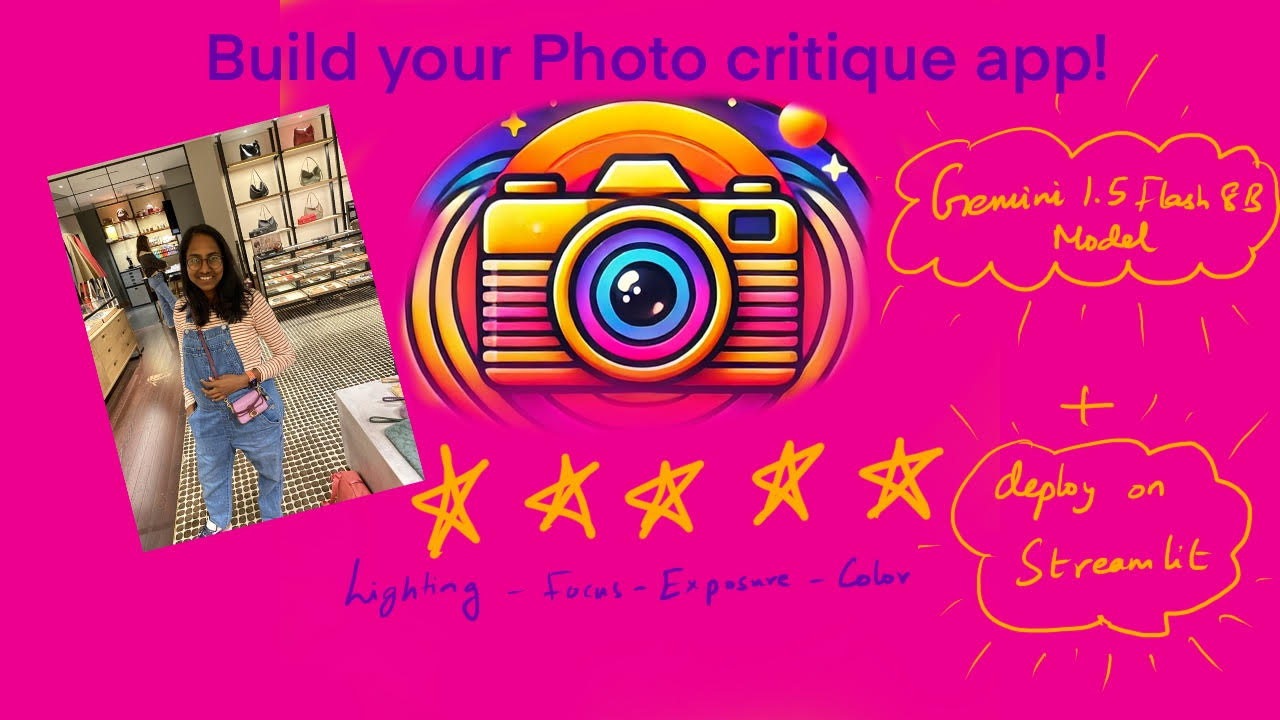 Build your Photo critique app!
Gemini 1.5 Flash 8B
Model
+
deploy on
Streamlit
Lighting - Focus - Exposure - Color